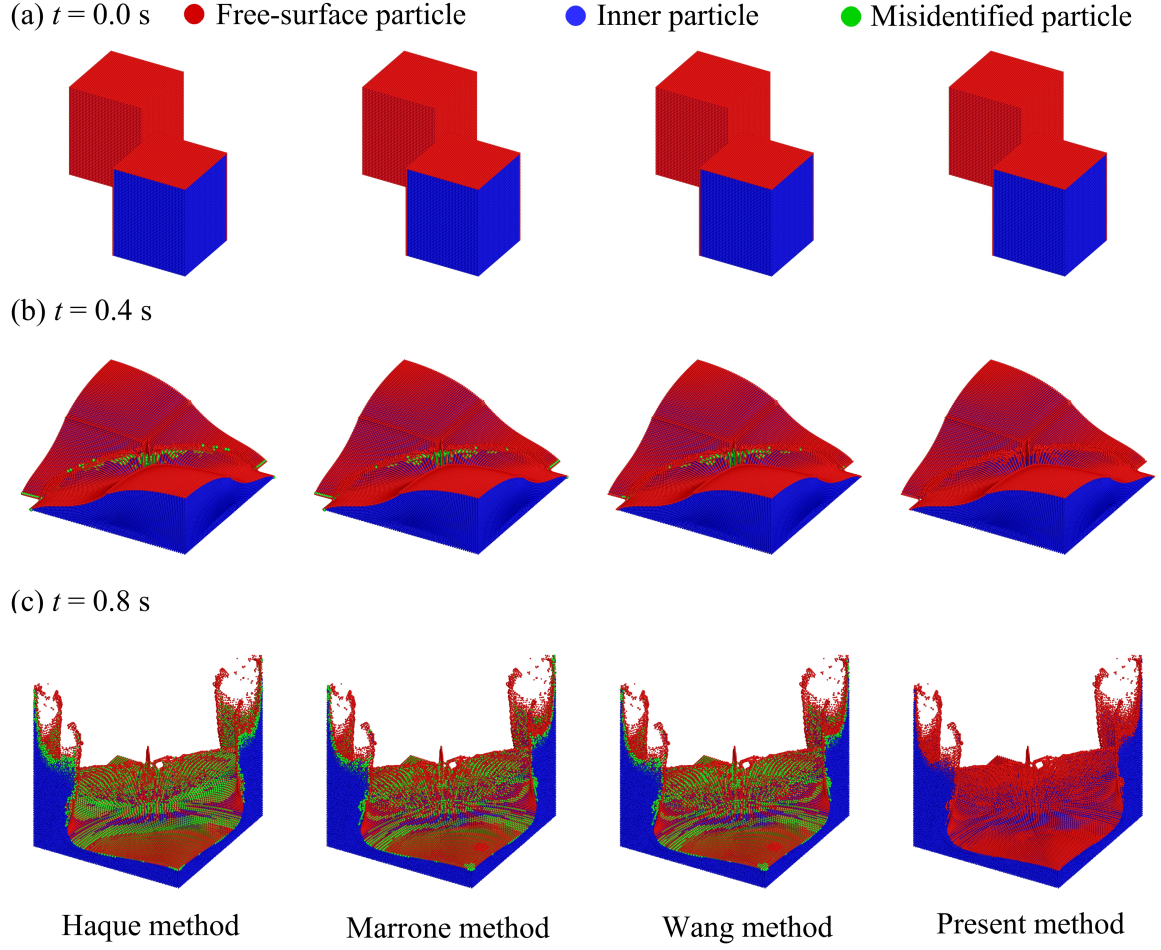 (a) t = 0.0 s Free-surface particle Inner particle Misidentified particle
(b) t = 0.4 s
(c) t = 0.8 s
Haque method Marrone method Wang method Present method